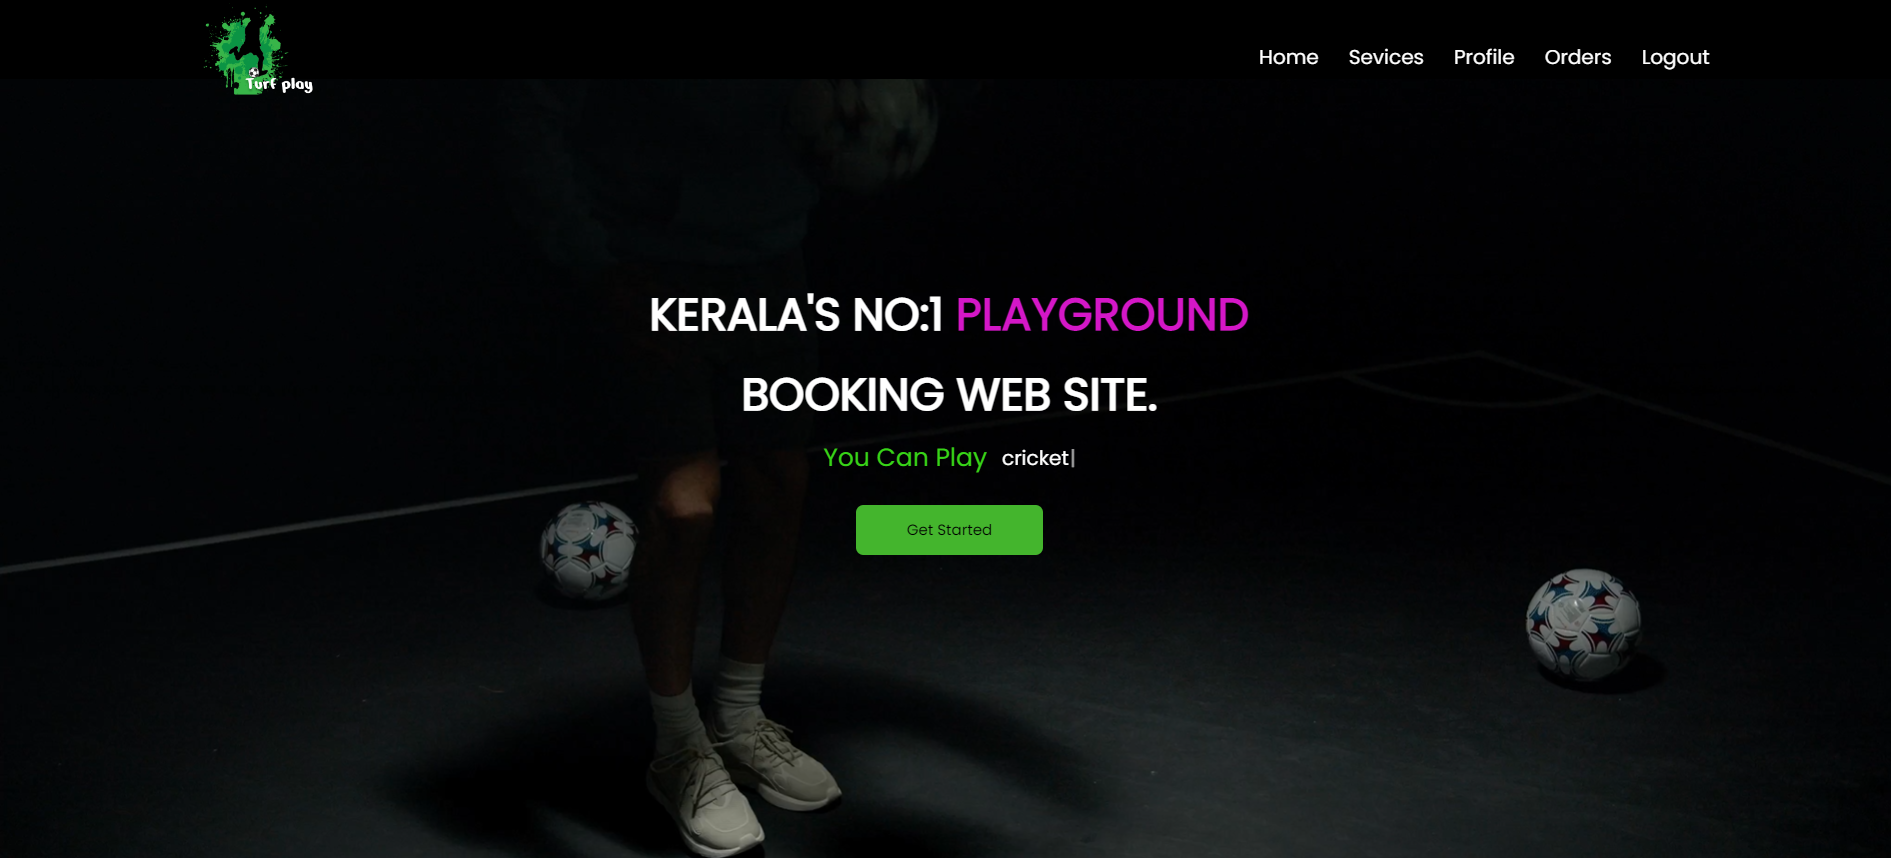 Turf play
Home Sevices Profile Orders Logout
KERALA'S NO:1 PLAYGROUND
BOOKING WEB SITE.
You Can Play cricket|
Get Started